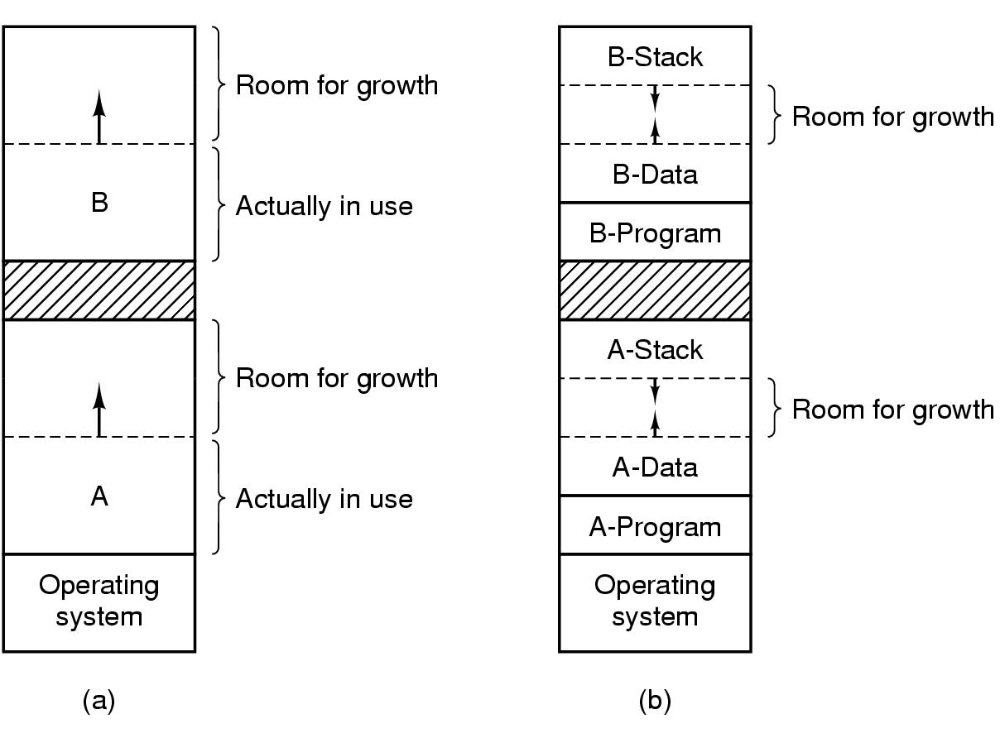 Room for growth
B
Actually in use
Room for growth
A
Actually in use
Operating
system
(a)
B-Stack
Room for growth
B-Data
B-Program
A-Stack
Room for growth
A-Data
A-Program
Operating
system
(b)